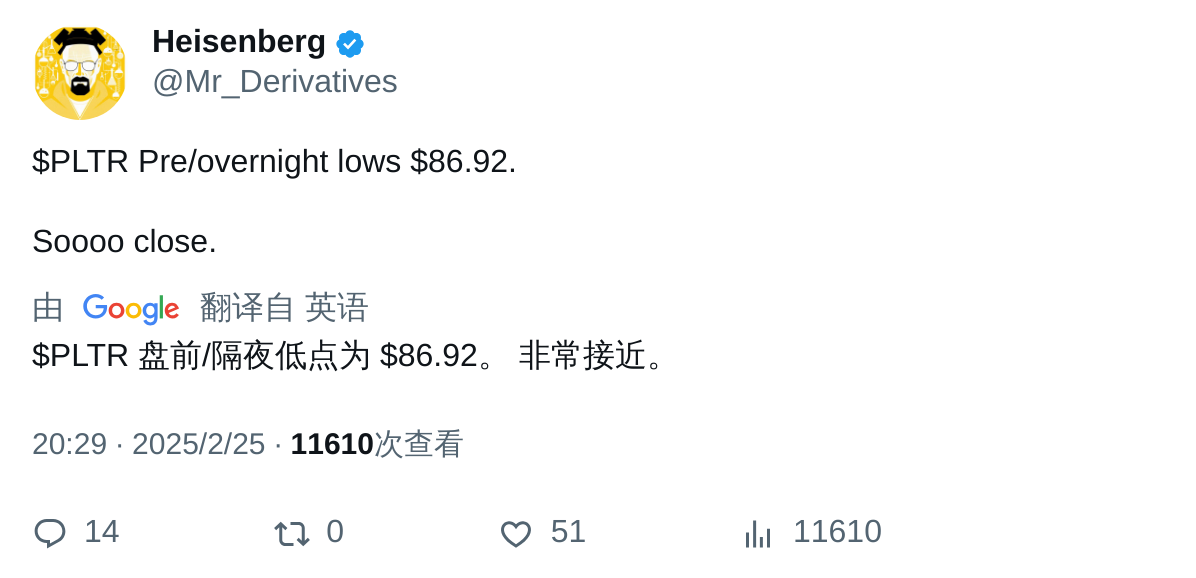 Heisenberg
@Mr_Derivatives
$PLTR Pre/overnight lows $86.92.
Soooo close.
由 Google 翻译自 英语
$PLTR 盘前/隔夜低点为 $86.92。 非常接近。
20:29 · 2025/2/25 · 11610次查看
14 0 51 11610